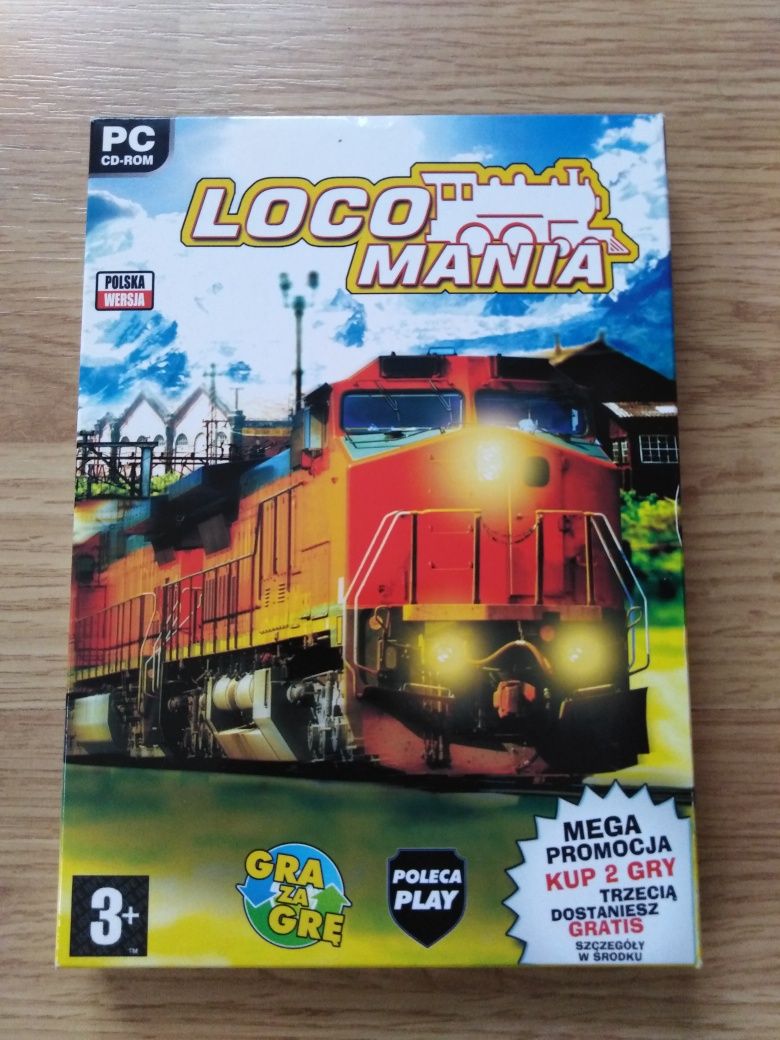 PC
CD-ROM
LOCO
MANIA
POLSKA
WERSJA
GRA
ZA
GRĘ
POLECA
PLAY
3+
TM
MEGA
PROMOCJA
KUP 2 GRY
TRZECIĄ
DOSTANIESZ
GRATIS
SZCZEGÓŁY
W ŚRODKU